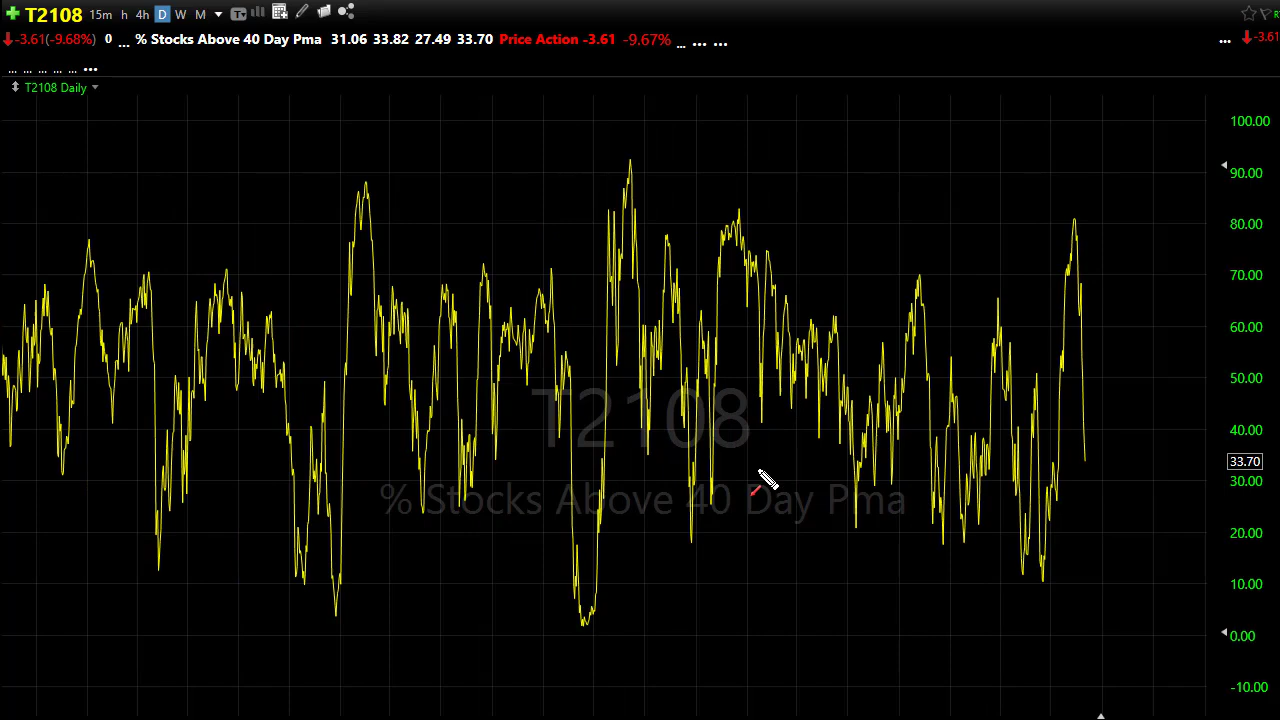 T2108 15m h 4h D W M T
-3.61(-9.68%) 0 ... % Stocks Above 40 Day Pma 31.06 33.82 27.49 33.70 Price Action -3.61 -9.67% ... ... ... ... -3.61
... ... ... ... ... ...
T2108 Daily
100.00
90.00
80.00
70.00
60.00
50.00
T2108
40.00
33.70
30.00
% Stocks Above 40 Day Pma
20.00
10.00
0.00
-10.00